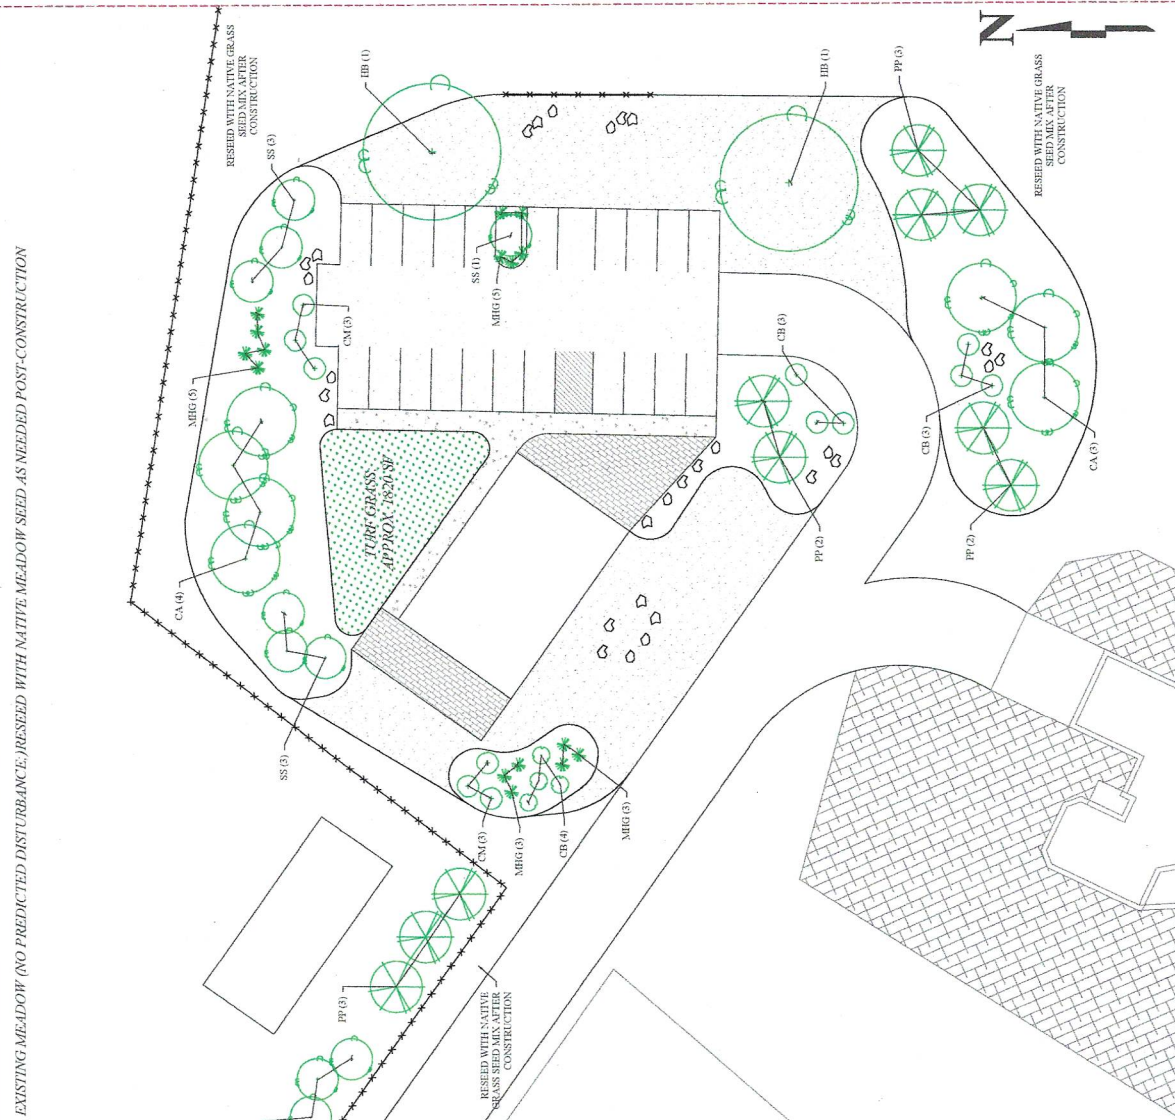 EXISTING MEADOW (NO PREDICTED DISTURBANCE)RESEED WITH NATIVE MEADOW SEED AS NEEDED POST-CONSTRUCTION
RESEED WITH NATIVE GRASS
SEED MIX AFTER
CONSTRUCTION
HB (1)
HB (1)
PP (3)
N
RESEED WITH NATIVE GRASS
SEED MIX AFTER
CONSTRUCTION
SS (3)
SS (1)
MHG (5)
CM (3)
CB (3)
MHG (5)
CB (3)
CA (3)
TURF GRASS
APPROX. 1820 SF
PP (2)
PP (2)
CA (4)
SS (3)
CM (3)
MHG (3)
CB (4)
MHG (3)
PP (3)
RESEED WITH NATIVE
GRASS SEED MIX AFTER
CONSTRUCTION